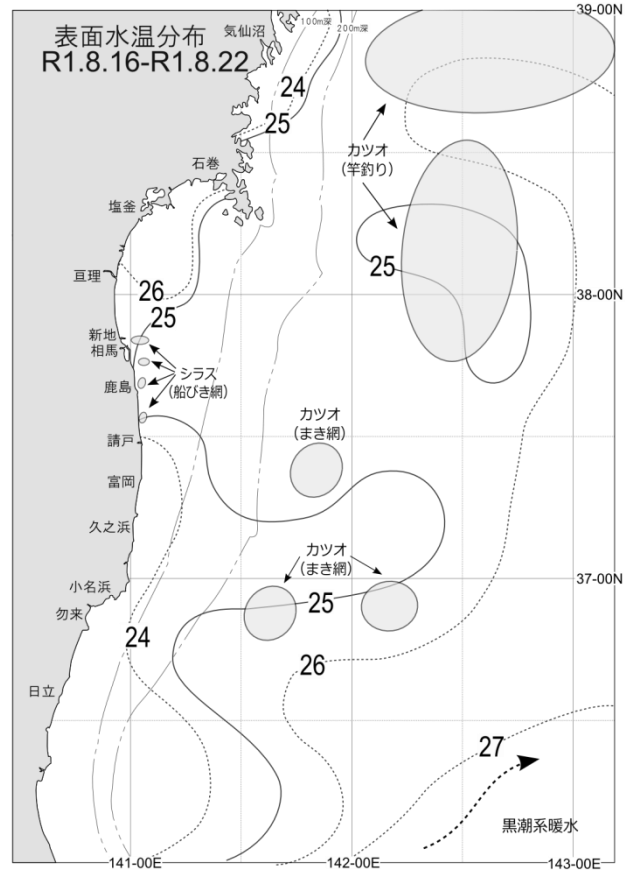 39-00N
表面水温分布
R1.8.16-R1.8.22
気仙沼
100m深
200m深
24
25
カツオ
(竿釣り)
石巻
塩釜
亘理
26
25
25
38-00N
新地
相馬
シラス
(船びき網)
鹿島
カツオ
(まき網)
請戸
富岡
久之浜
カツオ
(まき網)
37-00N
小名浜
勿来
25
24
26
日立
27
黒潮系暖水
141-00E
142-00E
143-00E